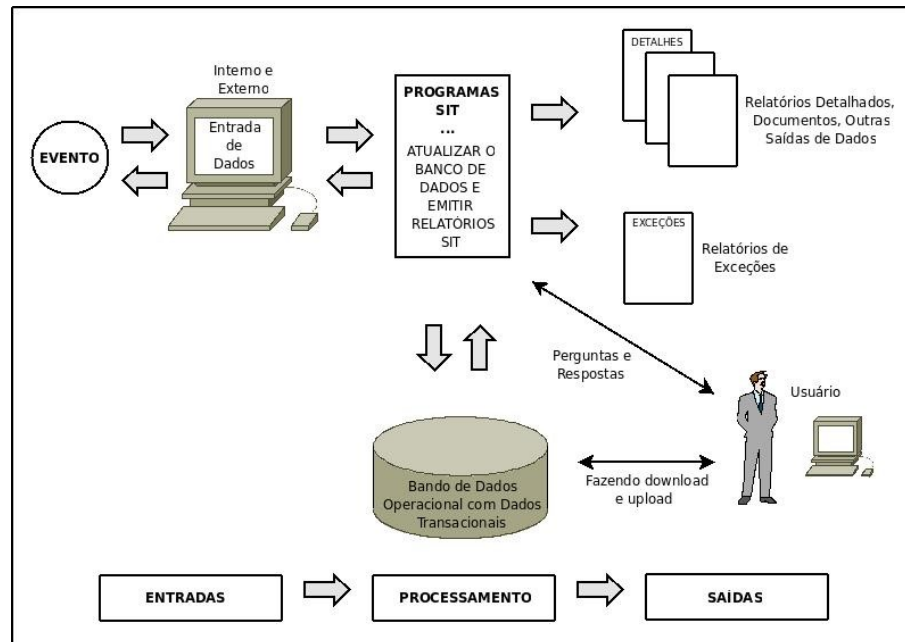 Interno e
Externo
EVENTO
Entrada
de
Dados
PROGRAMAS
SIT
...
ATUALIZAR O
BANCO DE
DADOS E
EMITIR
RELATÓRIOS
SIT
DETALHES
Relatórios Detalhados,
Documentos, Outras
Saídas de Dados
EXCEÇÕES
Relatórios de
Exceções
Perguntas e
Respostas
Usuário
Bando de Dados
Operacional com Dados
Transacionais
Fazendo download
e upload
ENTRADAS
PROCESSAMENTO
SAÍDAS